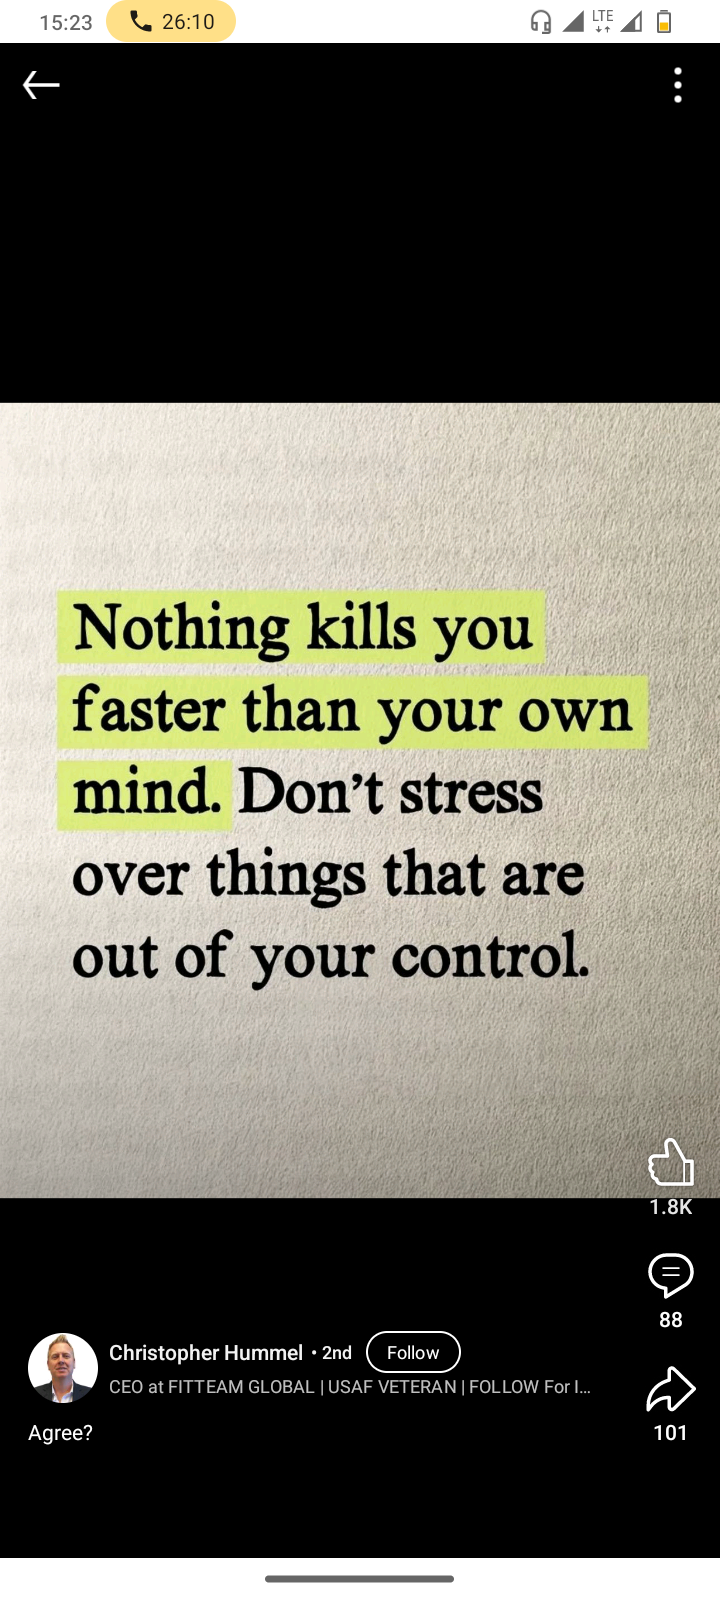 15:23
26:10
LTE
Nothing kills you
faster than your own
mind. Don't stress
over things that are
out of your control.
1.8K
88
Christopher Hummel • 2nd
Follow
CEO at FITTEAM GLOBAL | USAF VETERAN | FOLLOW For I...
Agree?
101